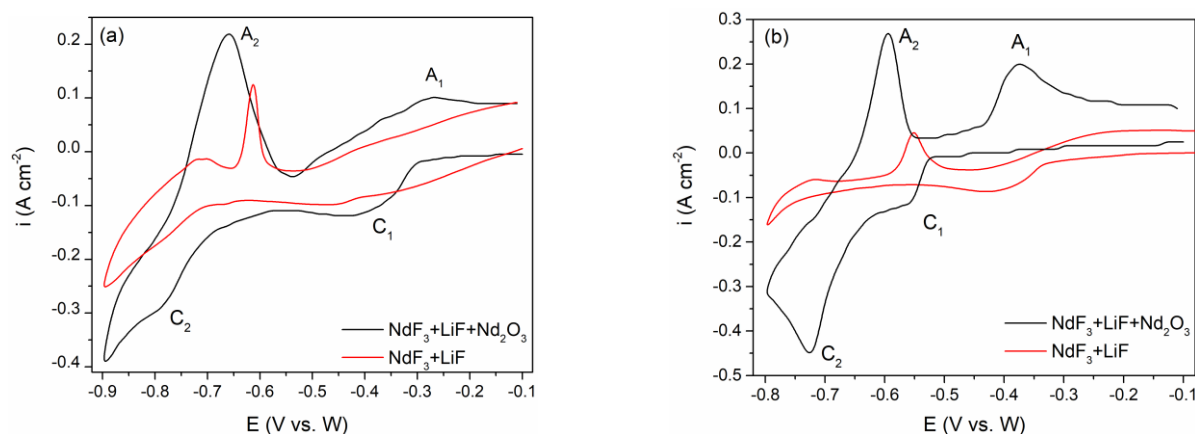 (a)
A₂
A₁
C₁
C₂
NdF₃+LiF+Nd₂O₃
NdF₃+LiF
i (A cm⁻²)
0.2
0.1
0.0
-0.1
-0.2
-0.3
-0.4
-0.9 -0.8 -0.7 -0.6 -0.5 -0.4 -0.3 -0.2 -0.1
E (V vs. W)
(b)
A₂
A₁
C₁
C₂
NdF₃+LiF+Nd₂O₃
NdF₃+LiF
i (A cm⁻²)
0.3
0.2
0.1
0.0
-0.1
-0.2
-0.3
-0.4
-0.5
-0.8 -0.7 -0.6 -0.5 -0.4 -0.3 -0.2 -0.1
E (V vs. W)